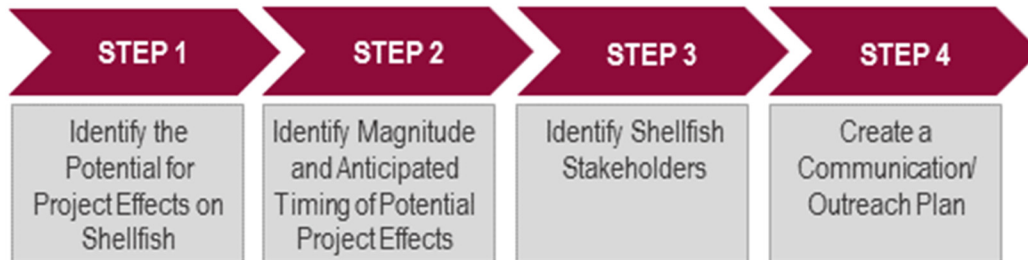 STEP 1
STEP 2
STEP 3
STEP 4
Identify the
Potential for
Project Effects on
Shellfish
Identify Magnitude
and Anticipated
Timing of Potential
Project Effects
Identify Shellfish
Stakeholders
Create a
Communication/
Outreach Plan